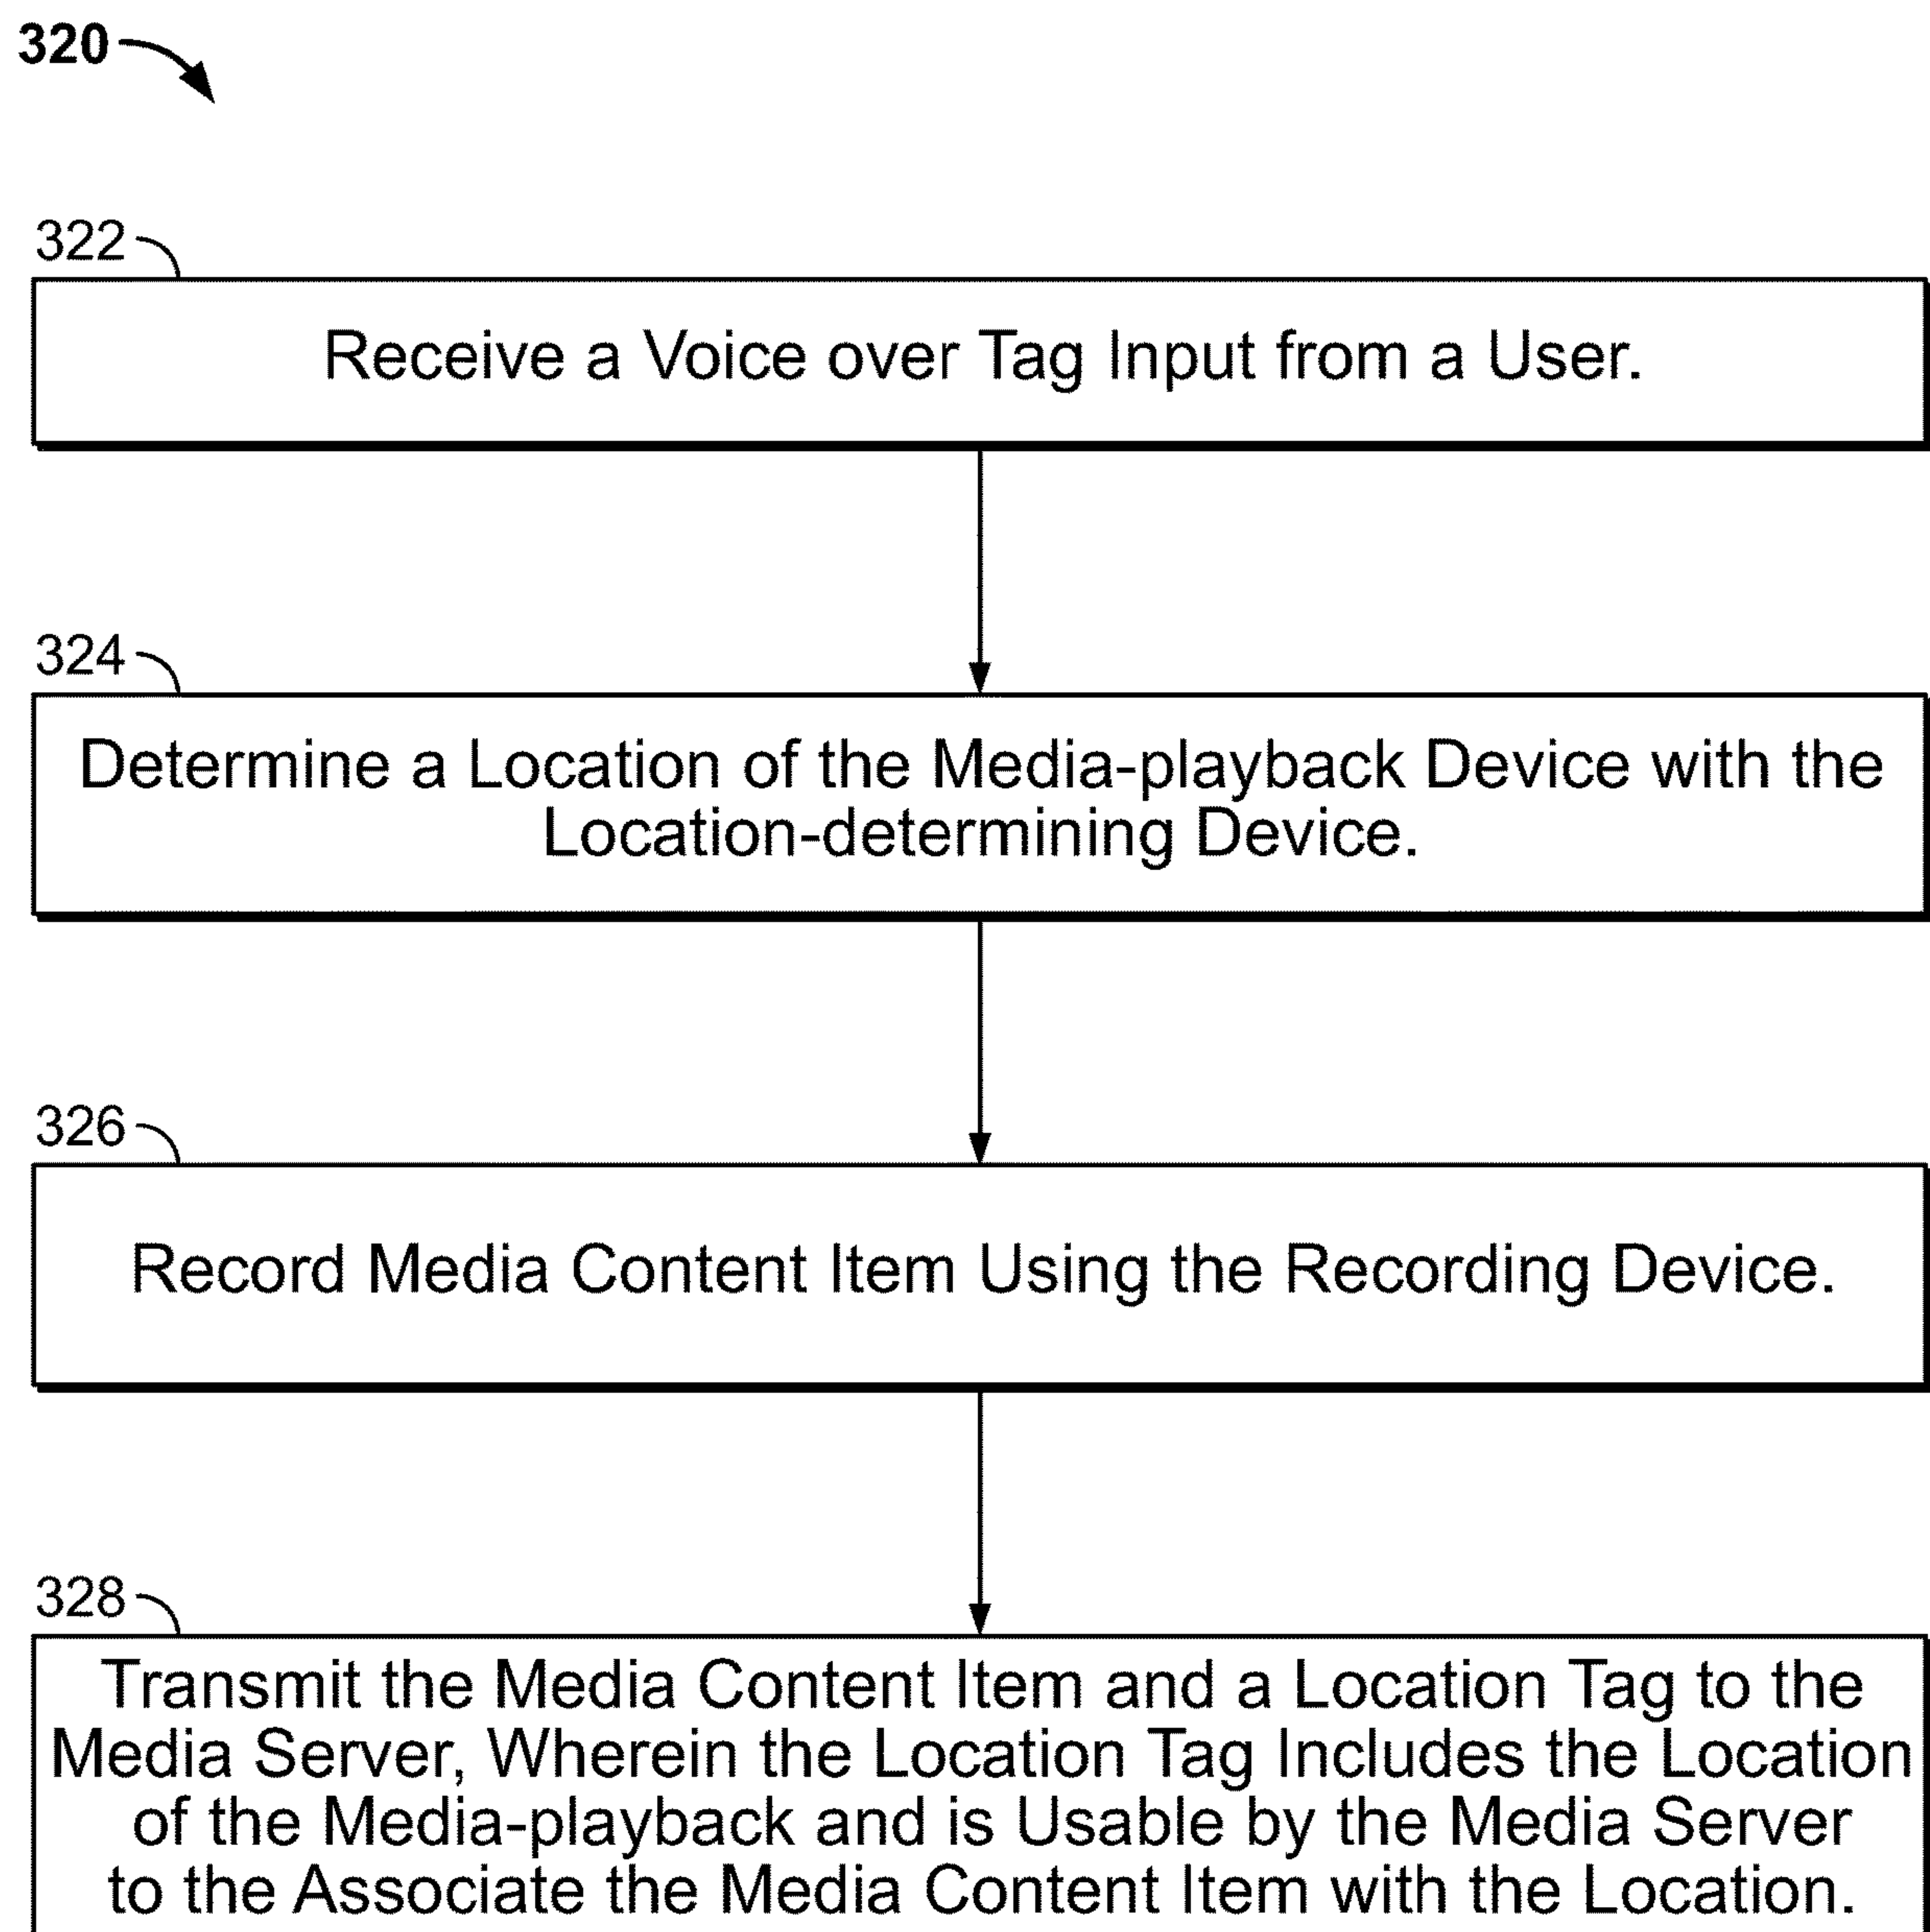 320
322
Receive a Voice over Tag Input from a User.
324
Determine a Location of the Media-playback Device with the
Location-determining Device.
326
Record Media Content Item Using the Recording Device.
328
Transmit the Media Content Item and a Location Tag to the
Media Server, Wherein the Location Tag Includes the Location
of the Media-playback and is Usable by the Media Server
to the Associate the Media Content Item with the Location.